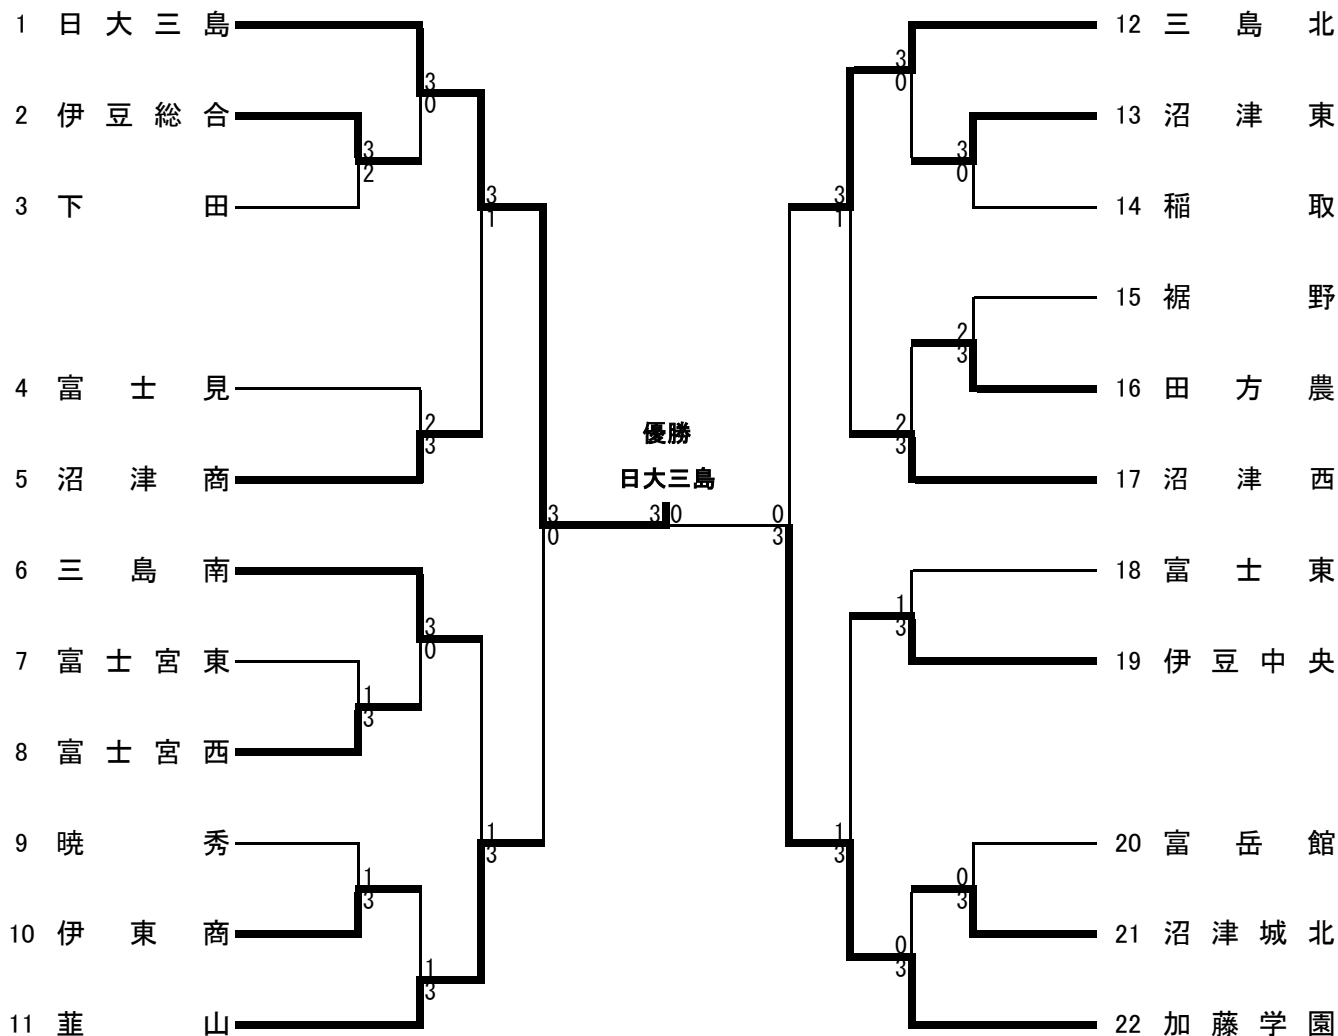 1 日大三島
3
0
2 伊豆総合
3
2
3 下田
3
1
4 富士見
2
3
5 沼津商
6 三島南
3
0
7 富士宮東
1
3
8 富士宮西
9 暁秀
1
3
1
3
10 伊東商
1
3
11 韮山
3
0
優勝
日大三島
3 0
0
3
12 三島北
3
0
13 沼津東
3
0
14 稲取
3
1
15 裾野
2
3
16 田方農
2
3
17 沼津西
18 富士東
1
3
19 伊豆中央
1
3
20 富岳館
0
3
21 沼津城北
0
3
22 加藤学園